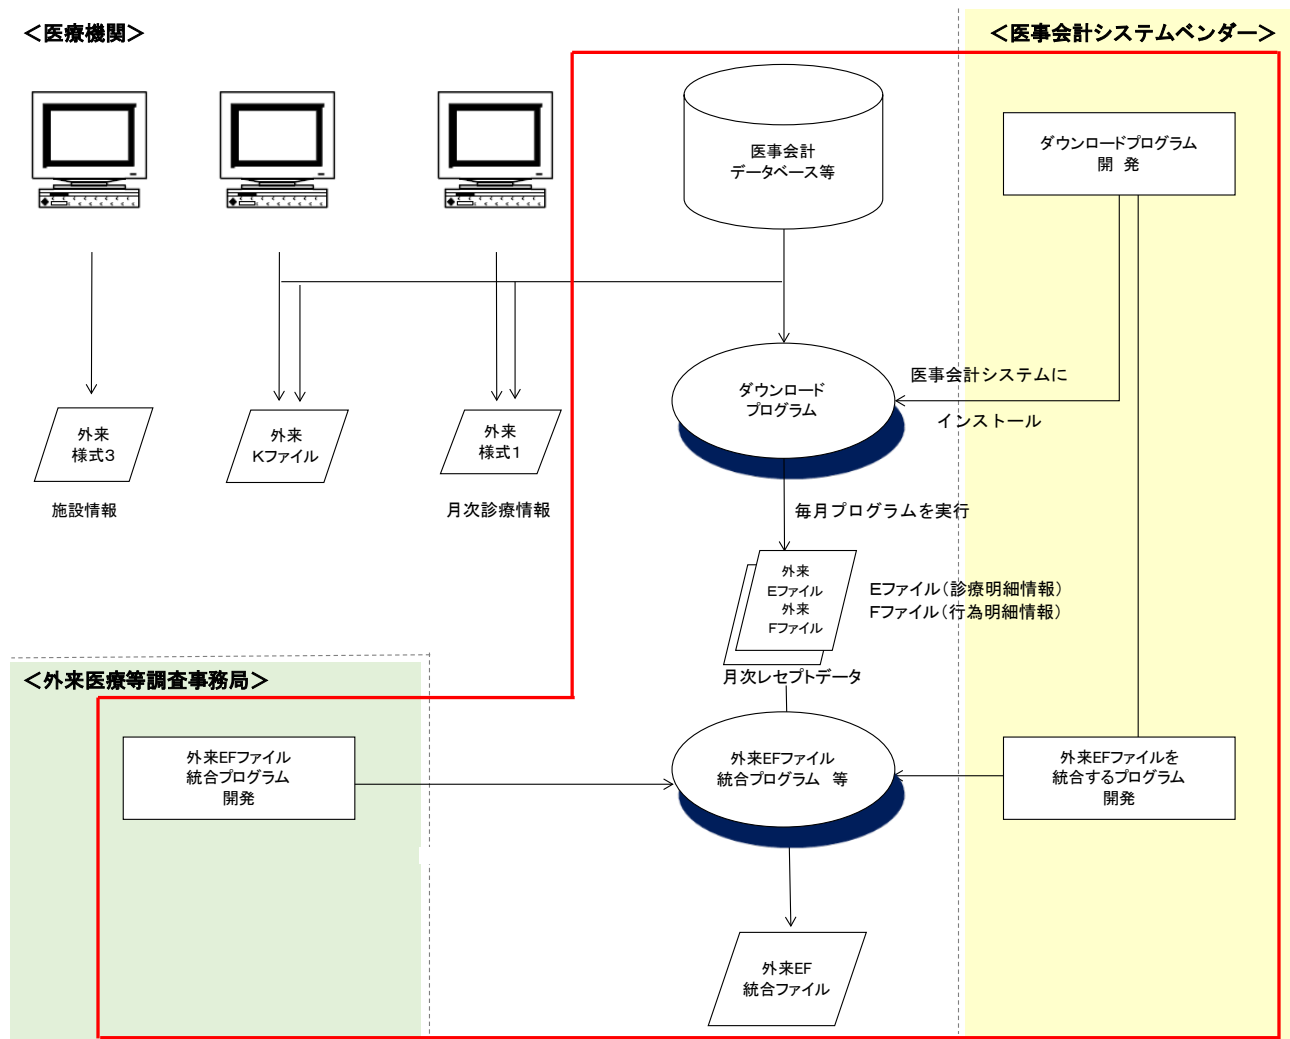 ＜医療機関＞
＜医事会計システムベンダー＞
医事会計
データベース等
ダウンロードプログラム
開　発
ダウンロード
プログラム
医事会計システムに
インストール
外来
様式3
外来
Kファイル
外来
様式1
施設情報
月次診療情報
毎月プログラムを実行
外来
Eファイル
外来
Fファイル
Eファイル（診療明細情報）
Fファイル（行為明細情報）
月次レセプトデータ
＜外来医療等調査事務局＞
外来EFファイル
統合プログラム
開発
外来EFファイル
統合プログラム　等
外来EFファイルを
統合するプログラム
開発
外来EF
統合ファイル